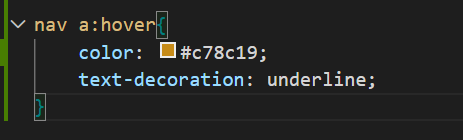 nav a:hover{
color: #c78c19;
text-decoration: underline;
}